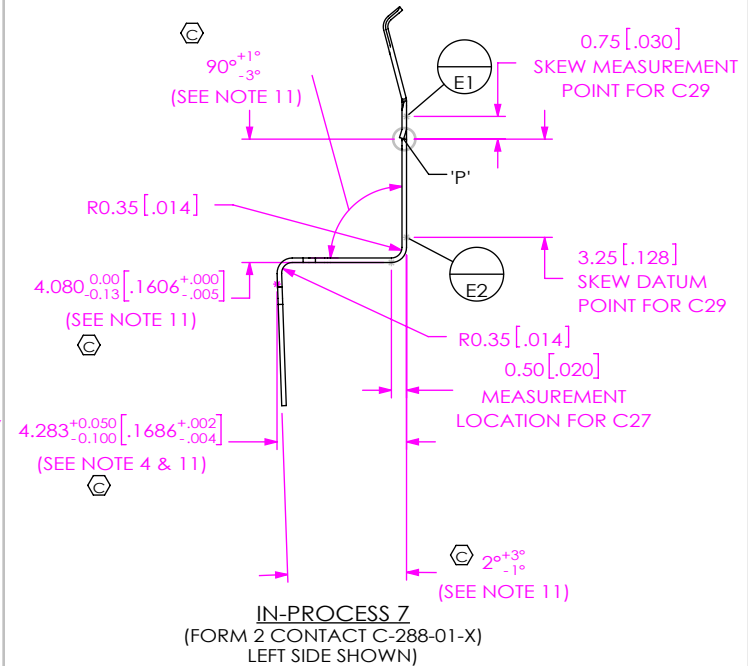 C
90° +1° -3°
(SEE NOTE 11)
E1
0.75 [.030]
SKEW MEASUREMENT
POINT FOR C29
'P'
R0.35 [.014]
4.080 0.00 -0.13 [.1606 +.000 -.005]
(SEE NOTE 11)
C
E2
3.25 [.128]
SKEW DATUM
POINT FOR C29
R0.35 [.014]
0.50 [.020]
MEASUREMENT
LOCATION FOR C27
4.283 +0.050 -0.100 [.1686 +.002 -.004]
(SEE NOTE 4 & 11)
C
C 2° +3° -1°
(SEE NOTE 11)
IN-PROCESS 7
(FORM 2 CONTACT C-288-01-X)
LEFT SIDE SHOWN)